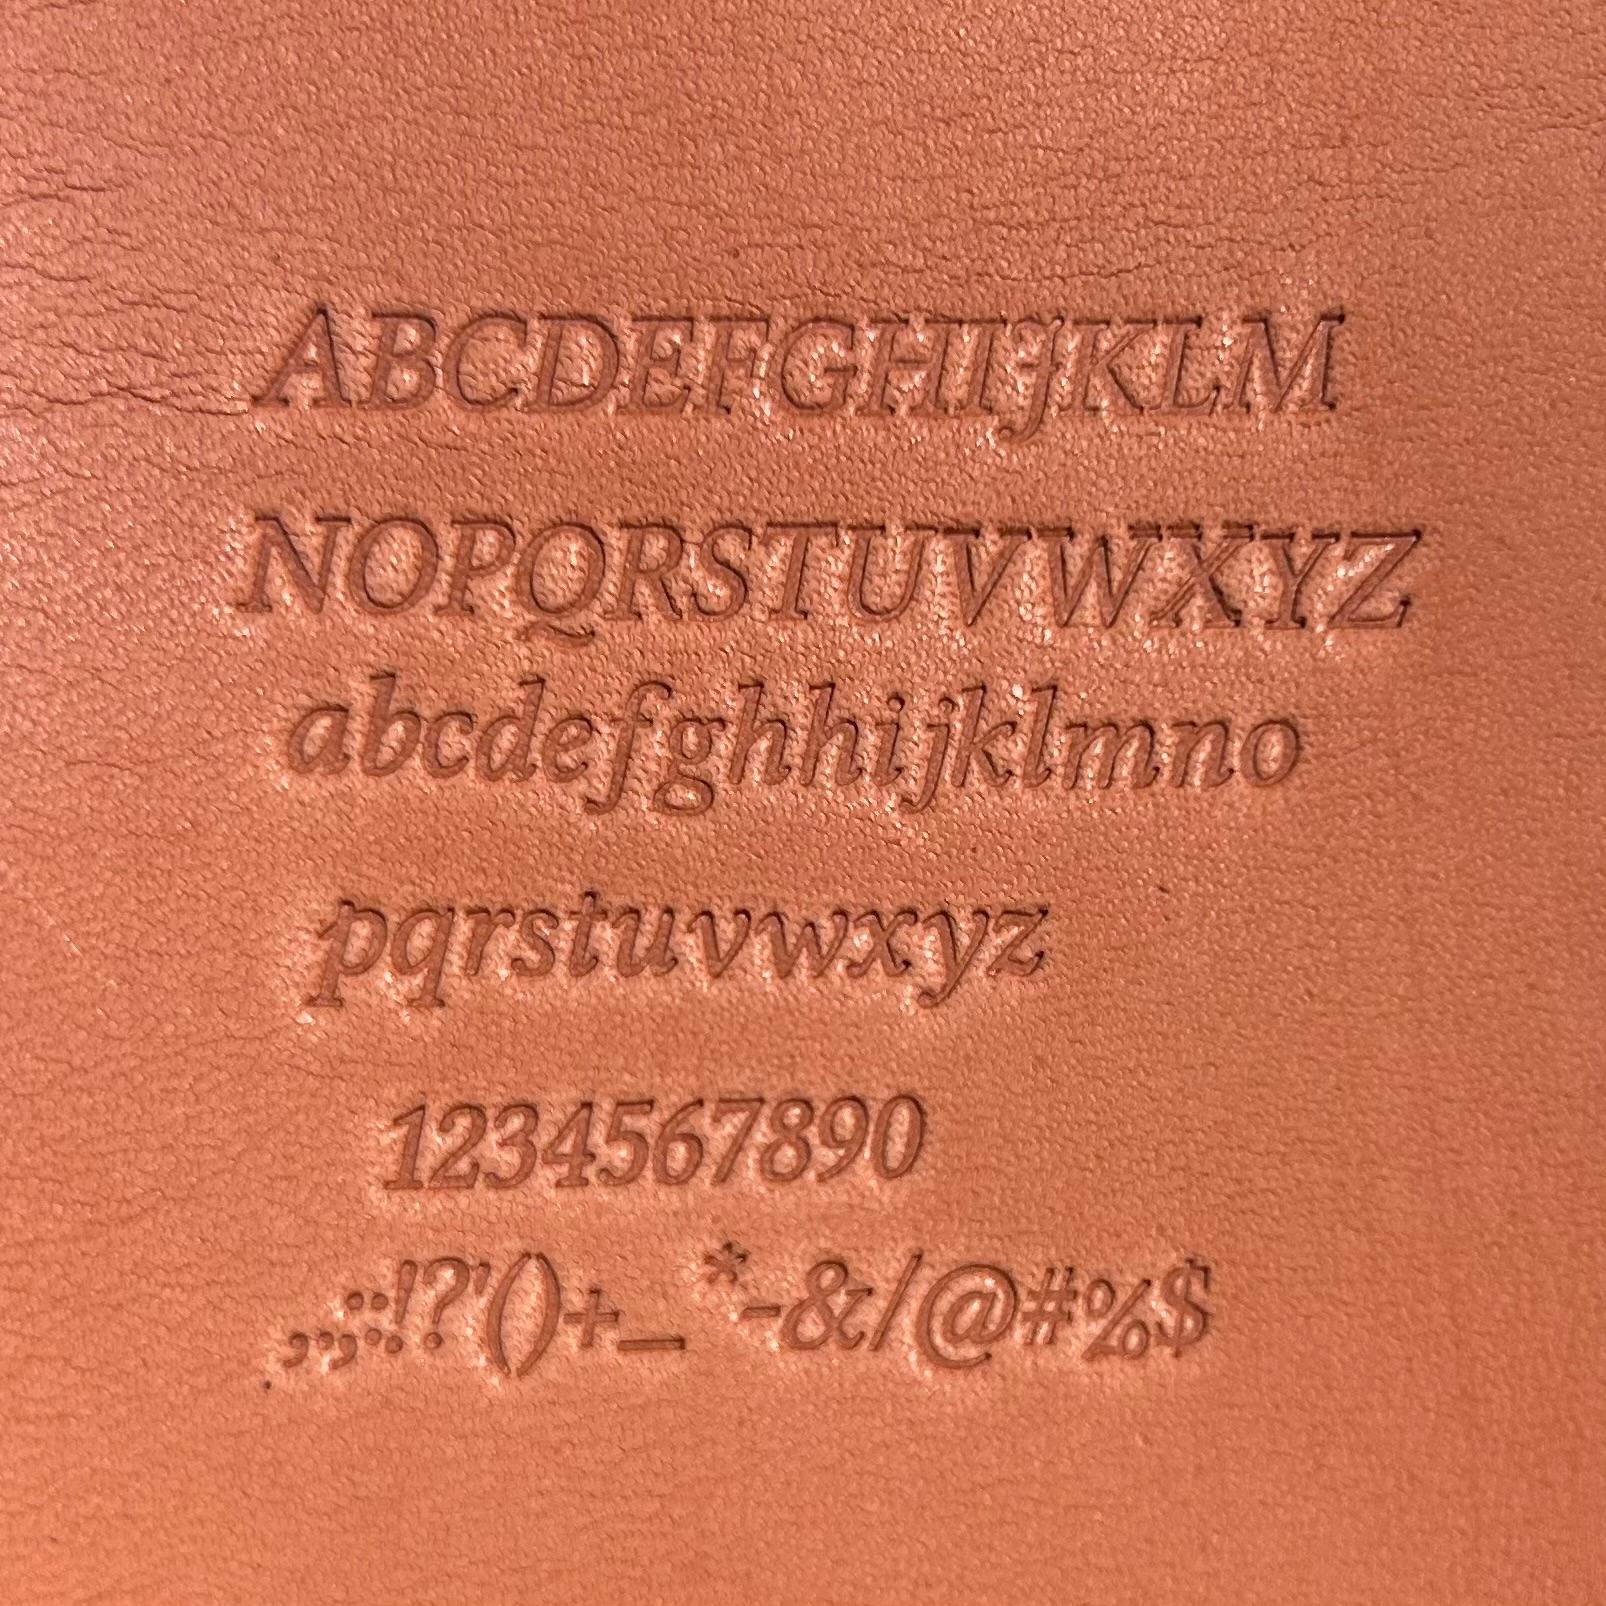 ABCDEFGHIJKLM
NOPQRSTUVWXYZ
abcdefghhijklmno
pqrstuvwxyz
1234567890
,.;:!?'()+_*-&/@#%$